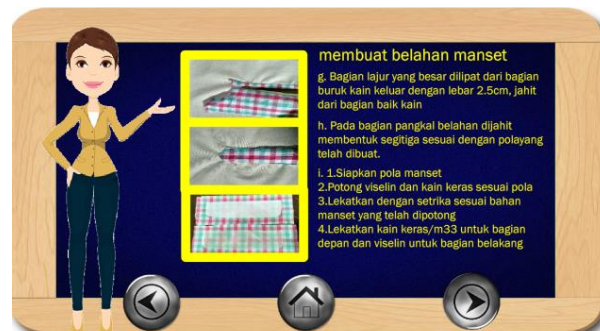 membuat belahan manset
g. Bagian lajur yang besar dilipat dari bagian
buruk kain keluar dengan lebar 2.5cm, jahit
dari bagian baik kain
h. Pada bagian pangkal belahan dijahit
membentuk segitiga sesuai dengan polayang
telah dibuat.
i. 1.Siapkan pola manset
2.Potong viselin dan kain keras sesuai pola
3.Lekatkan dengan setrika sesuai bahan
manset yang telah dipotong
4.Lekatkan kain keras/m33 untuk bagian
depan dan viselin untuk bagian belakang